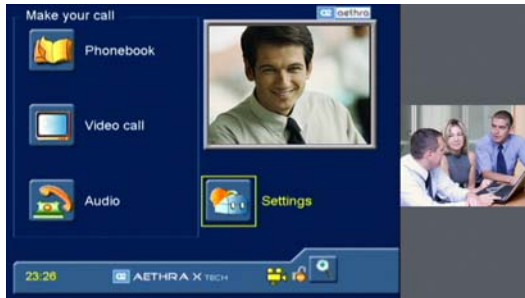 Make your call
aethra
Phonebook
Video call
Audio
Settings
23:26
AETHRA X TECH